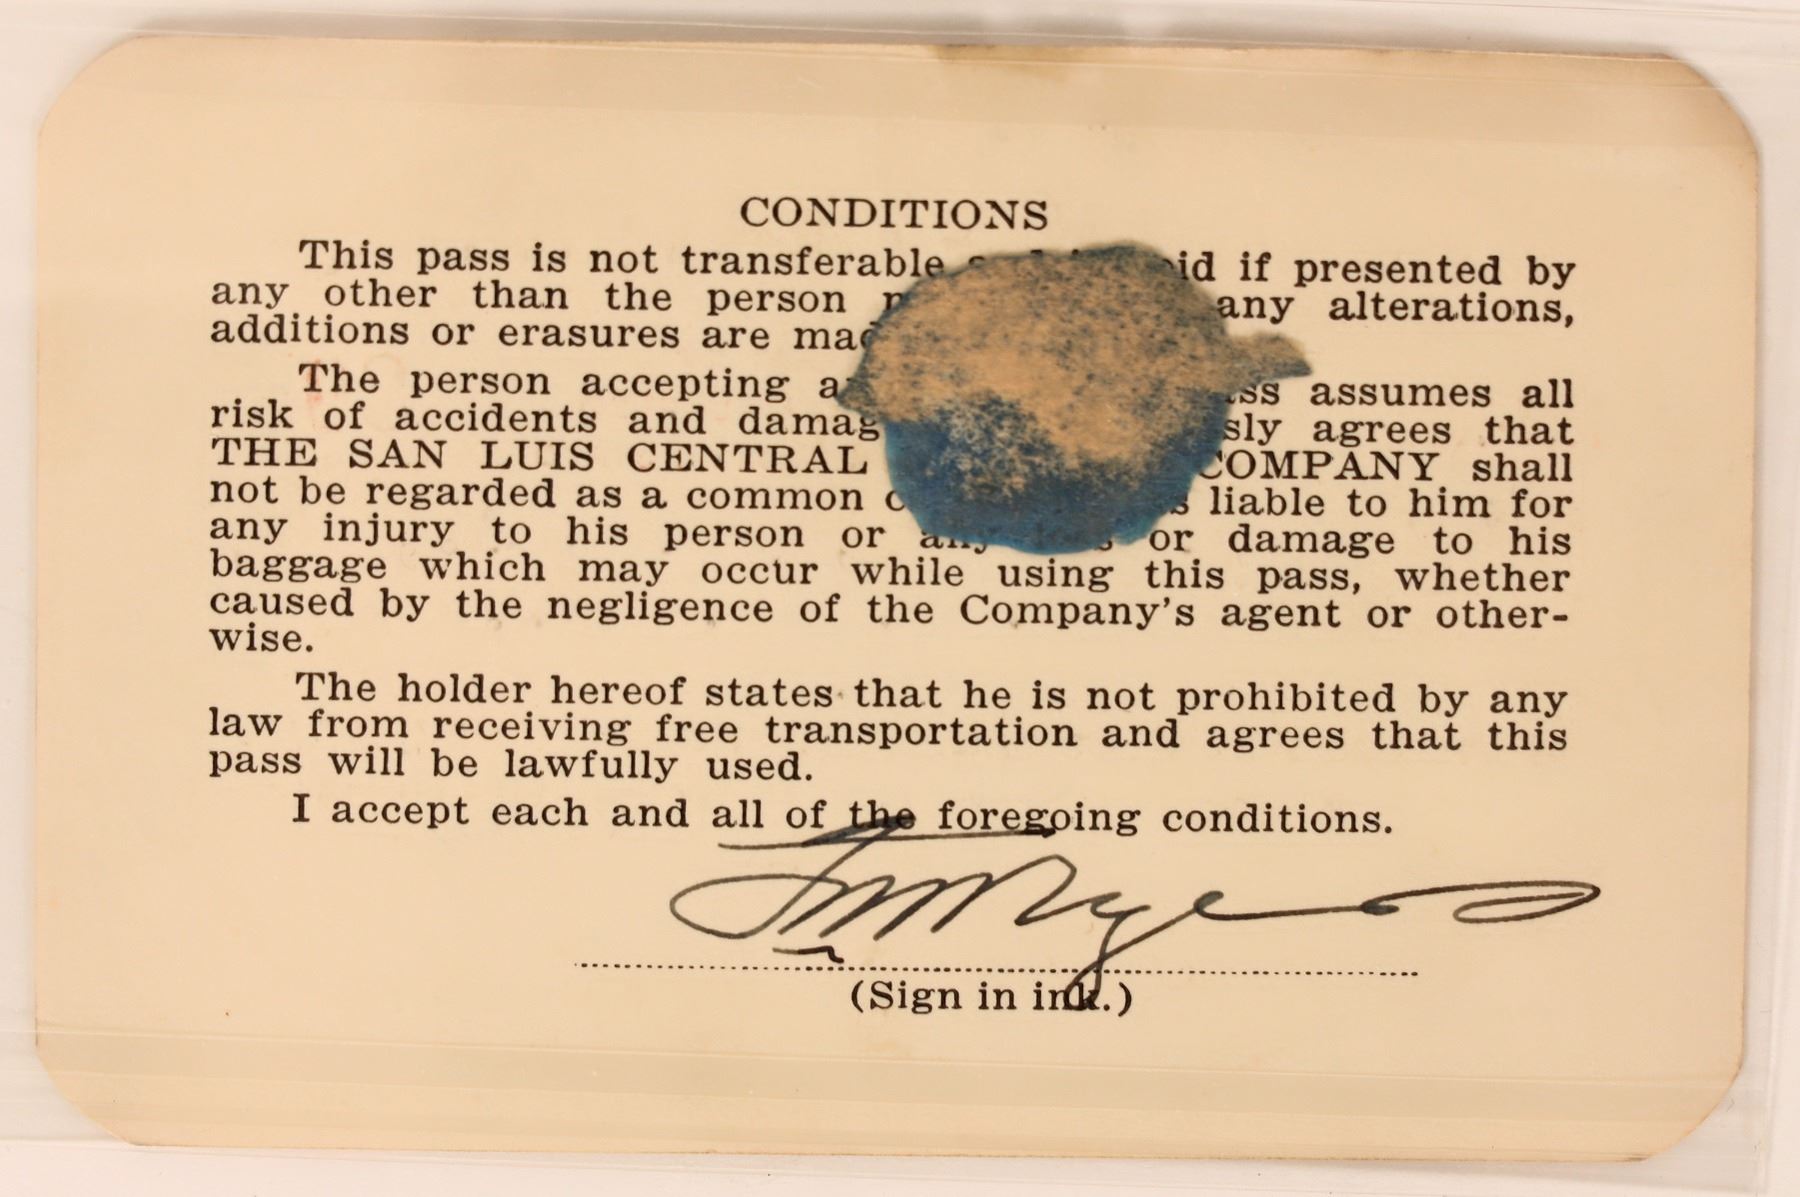 CONDITIONS
This pass is not transferable if presented by
any other than the person any alterations,
additions or erasures are
The person accepting assumes all
risk of accidents and agrees that
THE SAN LUIS CENTRAL COMPANY shall
not be regarded as a common liable to him for
any injury to his person or or damage to his
baggage which may occur while using this pass, whether
caused by the negligence of the Company's agent or other-
wise.
The holder hereof states that he is not prohibited by any
law from receiving free transportation and agrees that this
pass will be lawfully used.
I accept each and all of the foregoing conditions.
(Sign in ink.)